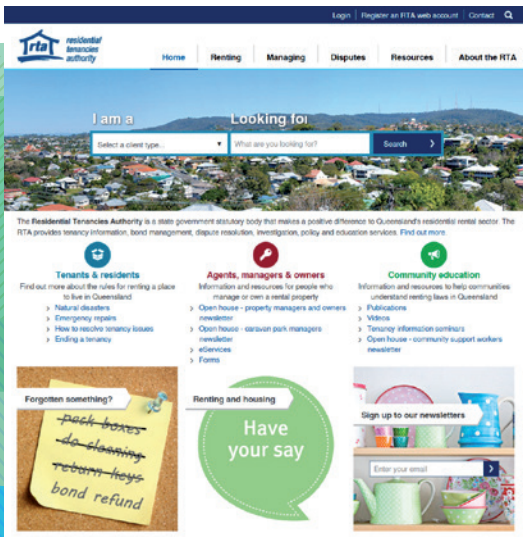 Login | Register an RTA web account | Contact
rta residential tenancies authority
Home Renting Managing Disputes Resources About the RTA
I am a Looking for
Select a client type... What are you looking for? Search
The Residential Tenancies Authority is a state government statutory body that makes a positive difference to Queensland's residential rental sector. The
RTA provides tenancy information, bond management, dispute resolution, investigation, policy and education services. Find out more
Tenants & residents
Find out more about the rules for renting a place
to live in Queensland
Natural disasters
Emergency repairs
How to resolve tenancy issues
Ending a tenancy
Agents, managers & owners
Information and resources for people who
manage or own a rental property
Open house - property managers and owners
newsletter
Open house - caravan park managers
newsletter
eServices
Forms
Community education
Information and resources to help communities
understand renting laws in Queensland
Publications
Videos
Tenancy information seminars
Open house - community support workers
newsletter
Forgotten something?
pack boxes
do cleaning
return keys
bond refund
Renting and housing
Have
your say
Sign up to our newsletters
Enter your email